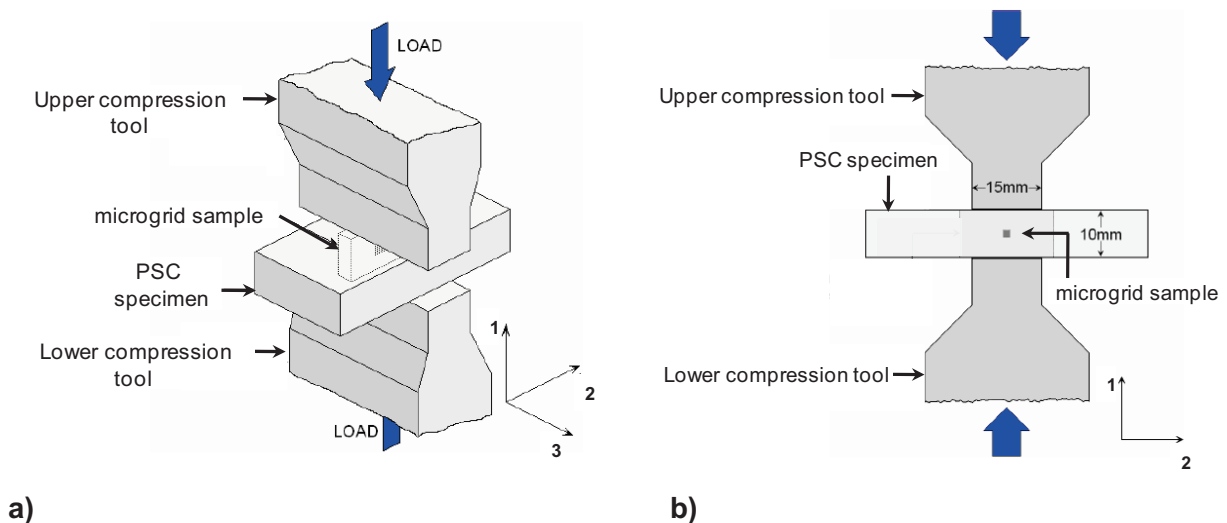 LOAD
Upper compression
tool
microgrid sample
PSC
specimen
Lower compression
tool
LOAD
1
2
3
a)
Upper compression tool
PSC specimen
15mm
10mm
microgrid sample
Lower compression tool
1
2
b)